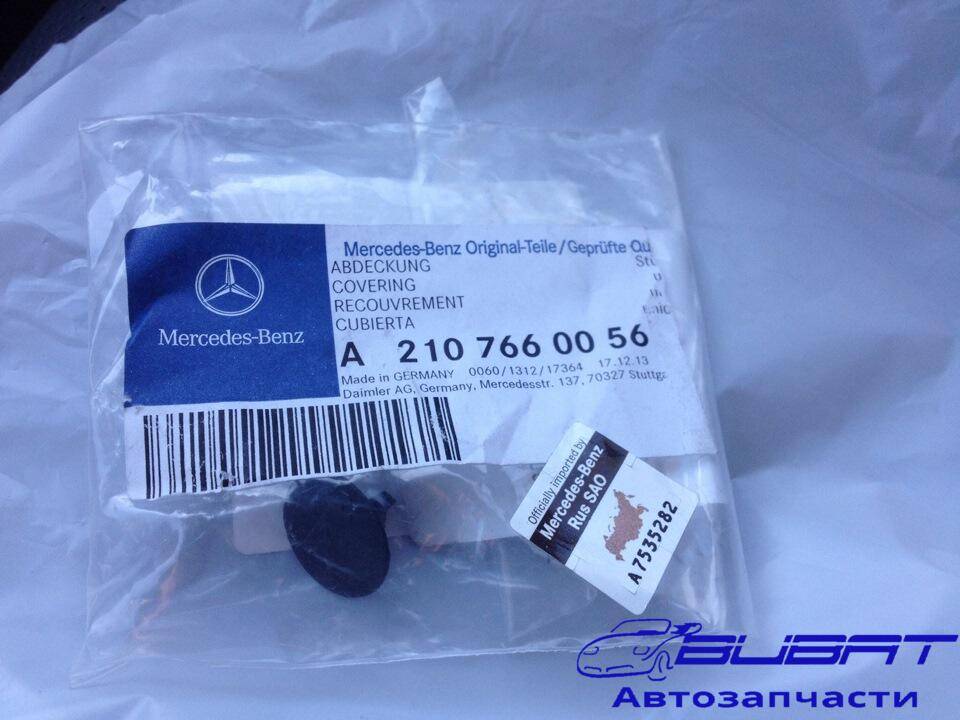 Mercedes-Benz
Mercedes-Benz Original-Teile/Geprüfte Qu
ABDECKUNG
COVERING
RECOUVREMENT
CUBIERTA
A 210 766 00 56
Made in GERMANY 0060/1312/17364 17.12.13
Daimler AG, Germany, Mercedesstr. 137, 70327 Stuttga
Officially imported by
Mercedes-Benz
Rus SAO
A7535282
BUBAT
Автозапчасти